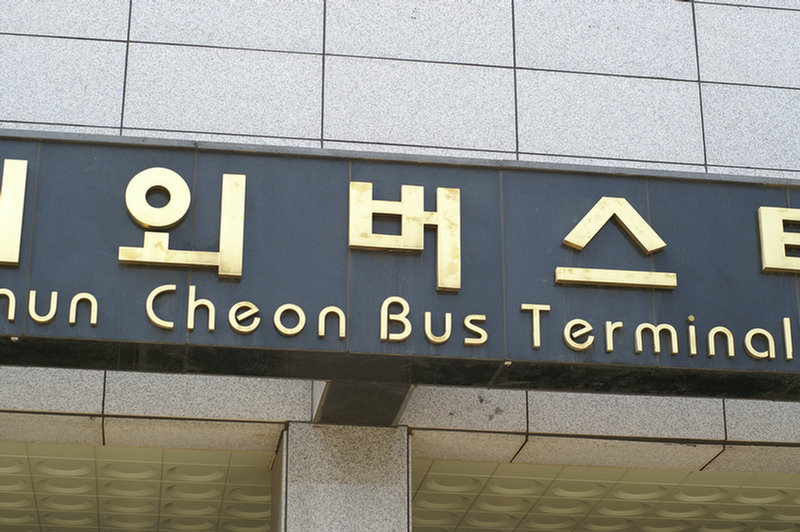 외버스
hun Cheon Bus Terminal